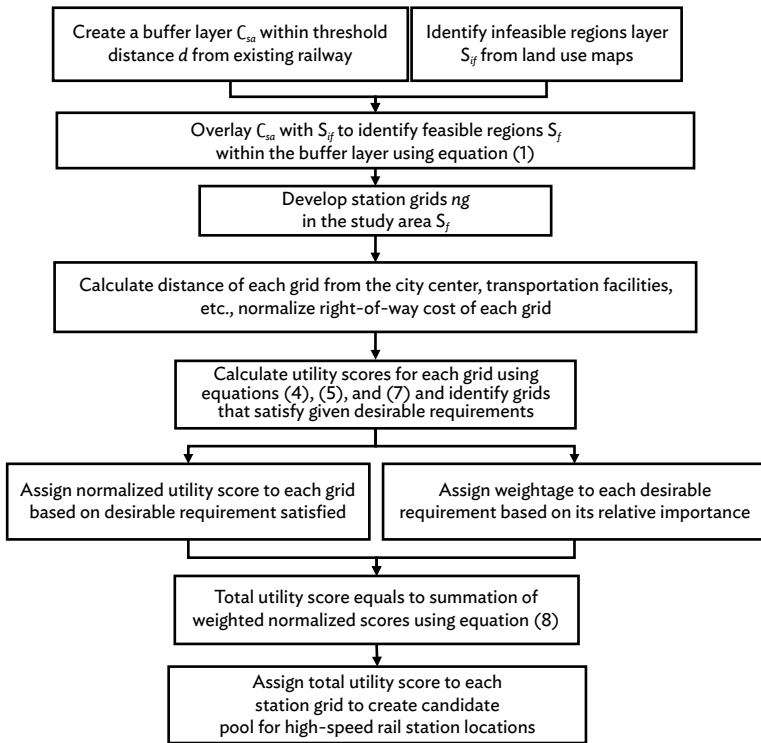 Create a buffer layer Csa within threshold
distance d from existing railway
Identify infeasible regions layer
Sif from land use maps
Overlay Csa with Sif to identify feasible regions Sf
within the buffer layer using equation (1)
Develop station grids ng
in the study area Sf
Calculate distance of each grid from the city center, transportation facilities,
etc., normalize right-of-way cost of each grid
Calculate utility scores for each grid using
equations (4), (5), and (7) and identify grids
that satisfy given desirable requirements
Assign normalized utility score to each grid
based on desirable requirement satisfied
Assign weightage to each desirable
requirement based on its relative importance
Total utility score equals to summation of
weighted normalized scores using equation (8)
Assign total utility score to each
station grid to create candidate
pool for high-speed rail station locations